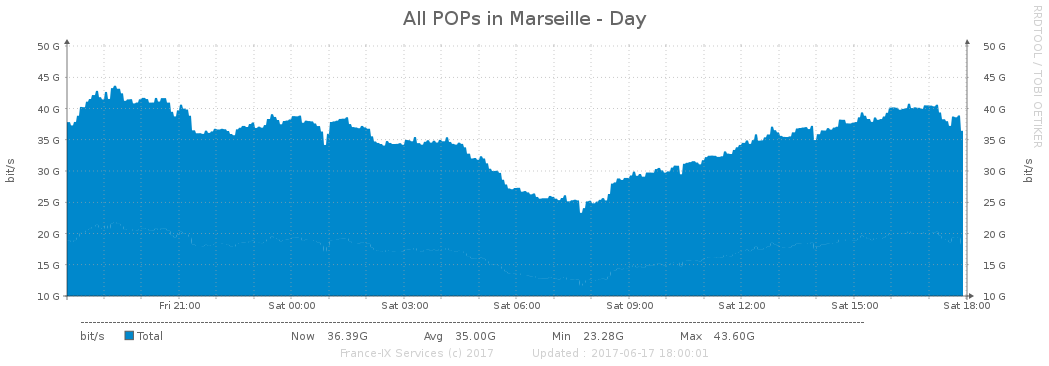 All POPs in Marseille - Day
RRDTOOL / TOBI OETIKER
bit/s
50 G 50 G
45 G 45 G
40 G 40 G
35 G 35 G
30 G 30 G
25 G 25 G
20 G 20 G
15 G 15 G
10 G 10 G
bit/s
Fri 21:00 Sat 00:00 Sat 03:00 Sat 06:00 Sat 09:00 Sat 12:00 Sat 15:00 Sat 18:00
bit/s Total Now 36.39G Avg 35.00G Min 23.28G Max 43.60G
France-IX Services (c) 2017 Updated : 2017-06-17 18:00:01